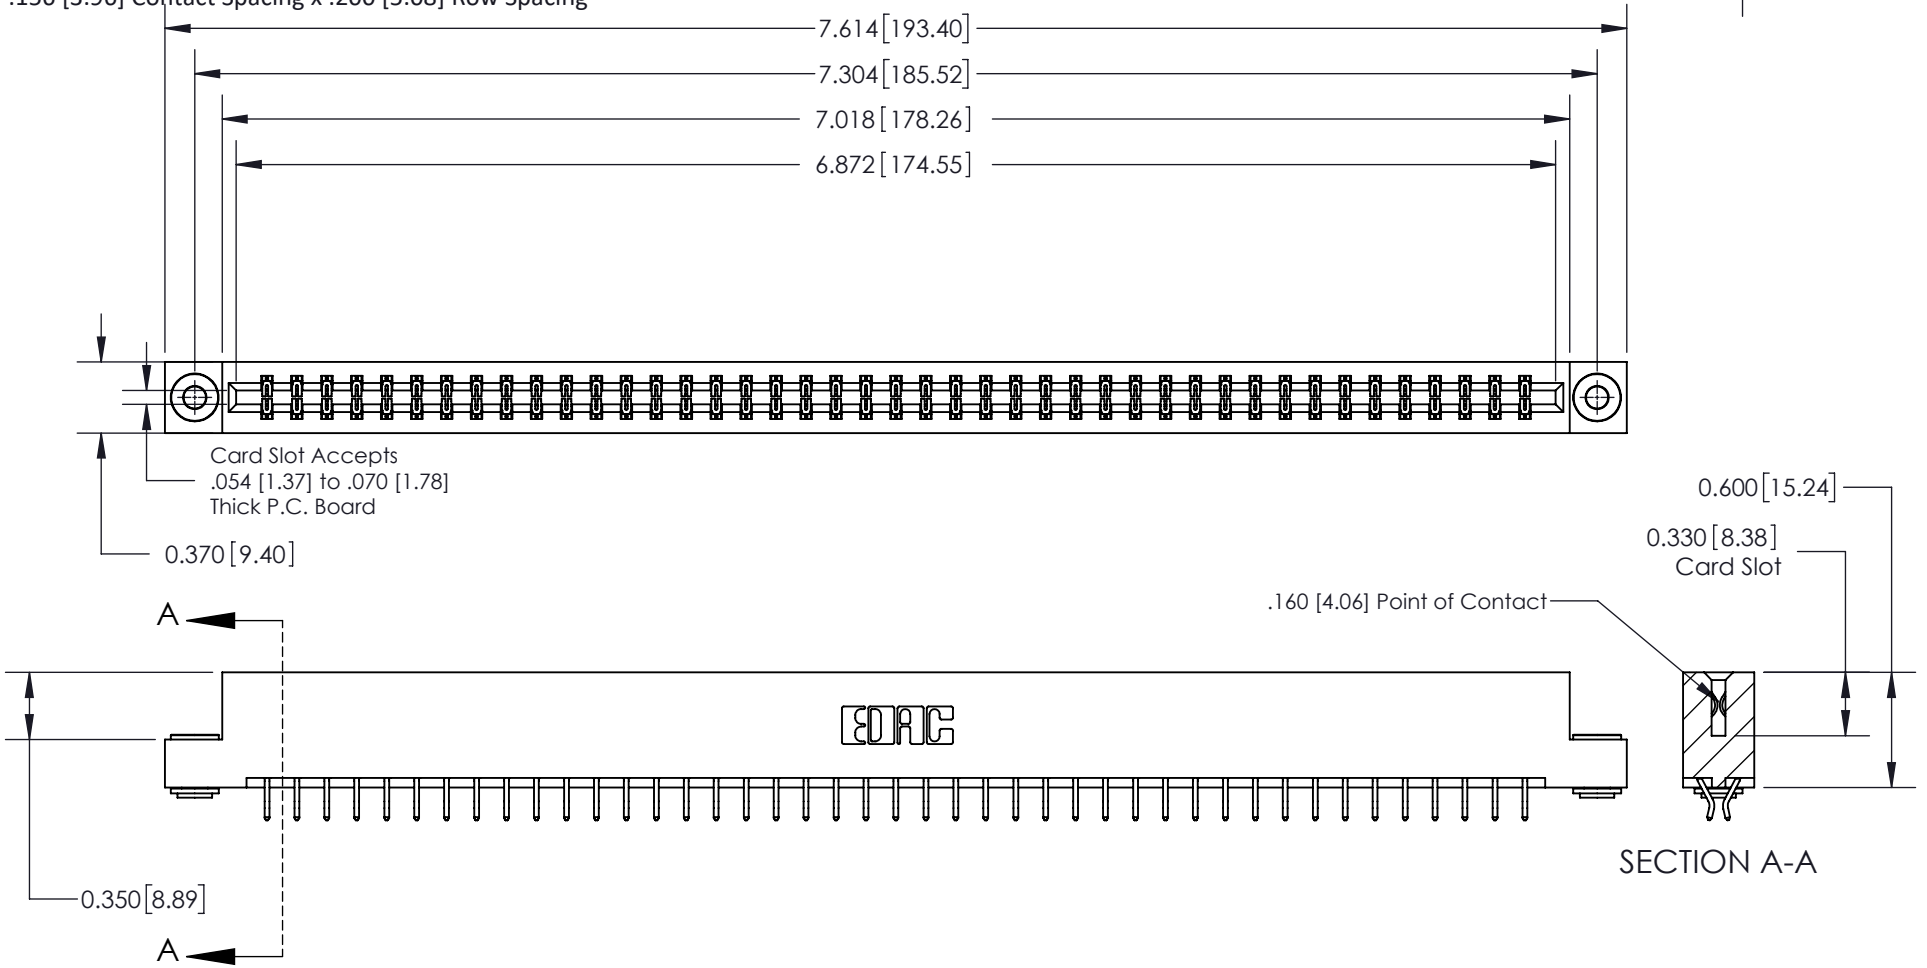 .156 [3.96] Contact Spacing x .200 [5.08] Row Spacing
7.614[193.40]
7.304[185.52]
7.018[178.26]
6.872[174.55]
Card Slot Accepts
.054 [1.37] to .070 [1.78]
Thick P.C. Board
0.370[9.40]
0.600[15.24]
0.330[8.38]
Card Slot
.160 [4.06] Point of Contact
A
EDAC
SECTION A-A
0.350[8.89]
A